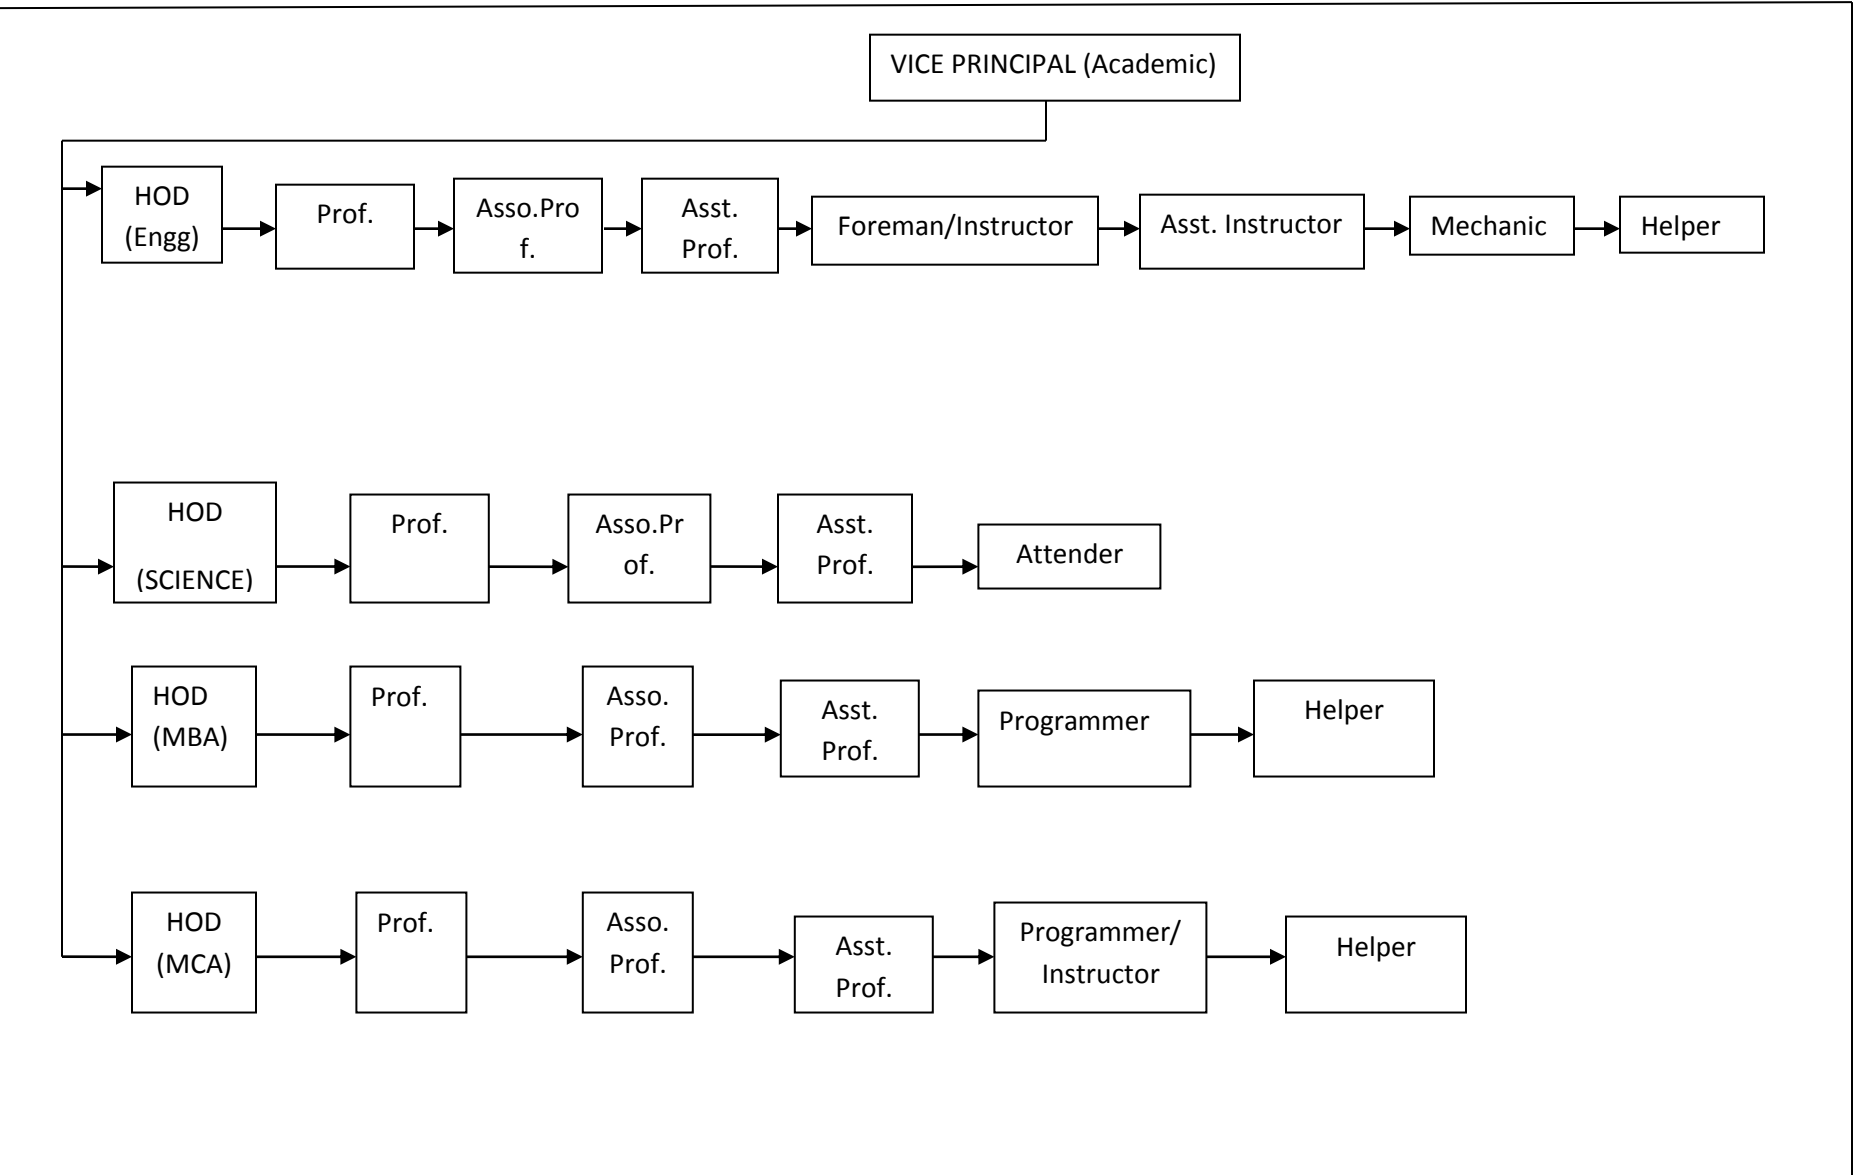 VICE PRINCIPAL (Academic)
HOD
(Engg)
Prof.
Asso.Pro
f.
Asst.
Prof.
Foreman/Instructor
Asst. Instructor
Mechanic
Helper
HOD
(SCIENCE)
Prof.
Asso.Pr
of.
Asst.
Prof.
Attender
HOD
(MBA)
Prof.
Asso.
Prof.
Asst.
Prof.
Programmer
Helper
HOD
(MCA)
Prof.
Asso.
Prof.
Asst.
Prof.
Programmer/
Instructor
Helper